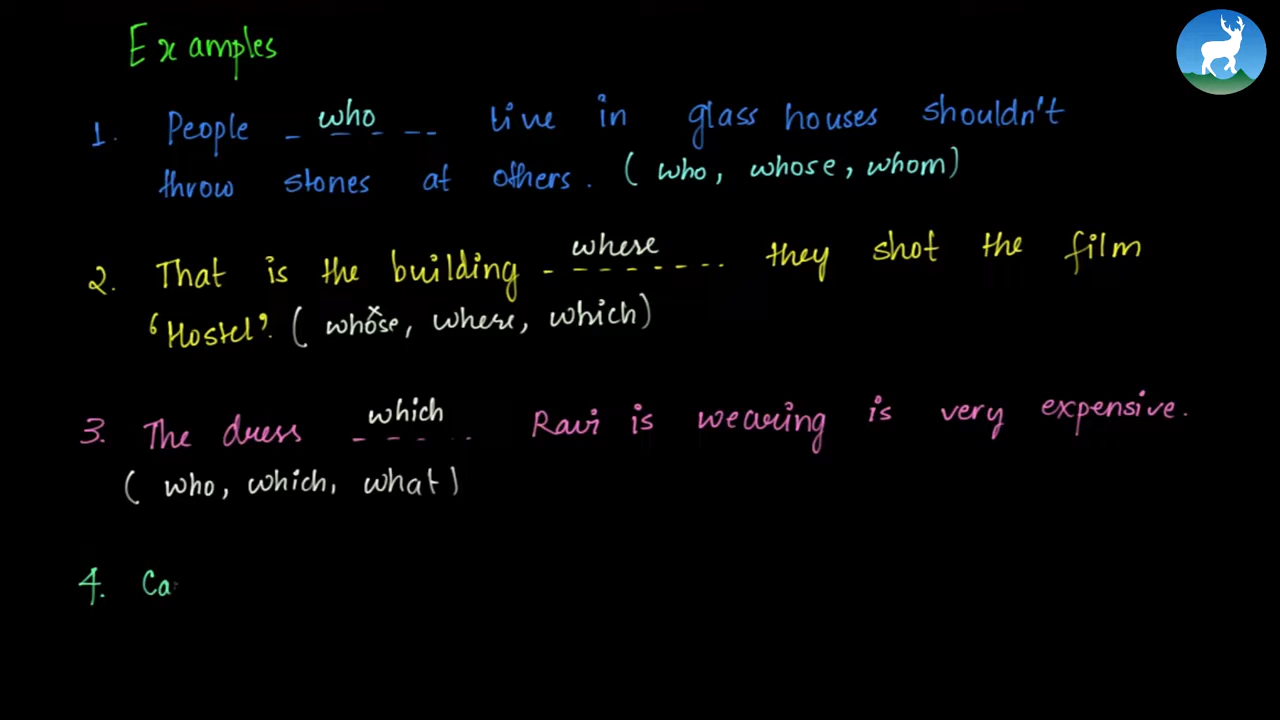 Examples
1. People who live in glass houses shouldn't
throw stones at others. (who, whose, whom)
2. That is the building where they shot the film
'Hostel'. (whose, where, which)
3. The dress which Ravi is wearing is very expensive.
(who, which, what)
4. Ca